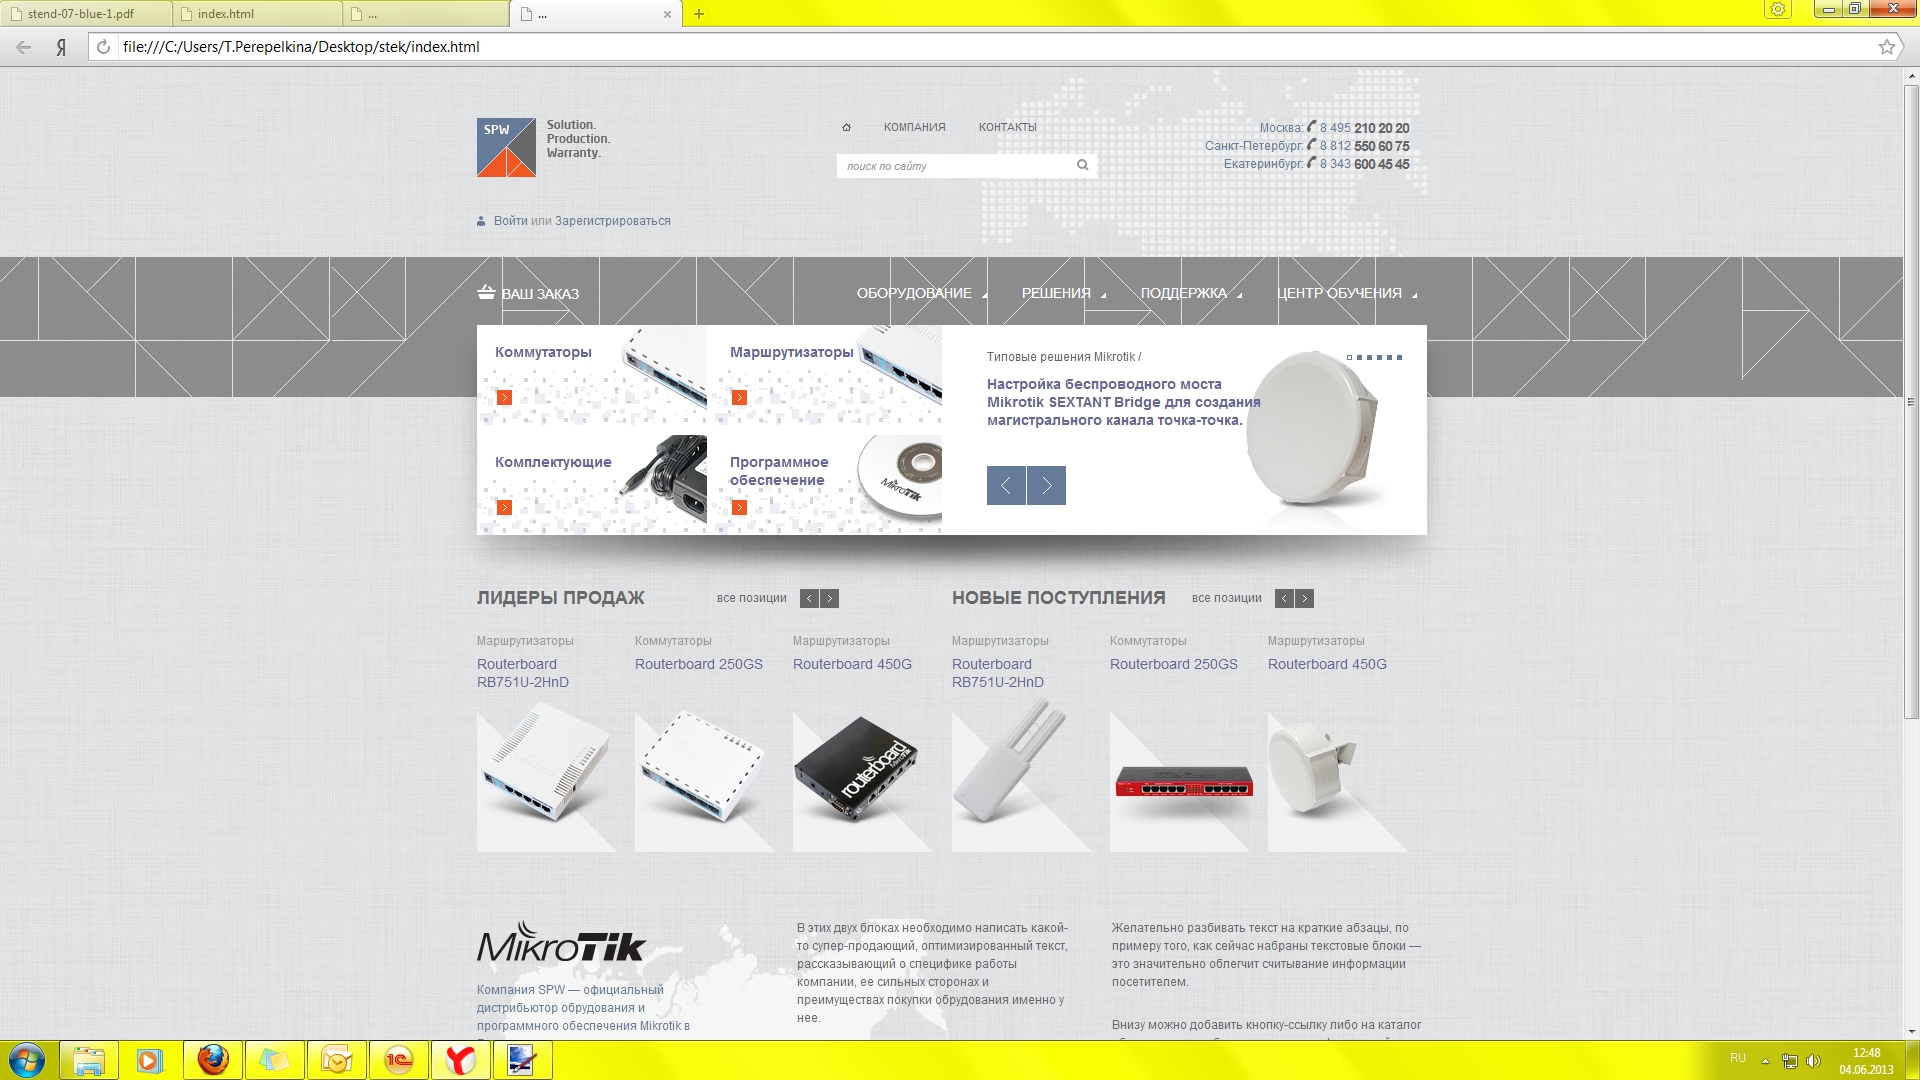 stend-07-blue-1.pdf
index.html
...
...
file:///C:/Users/T.Perepelkina/Desktop/stek/index.html
SPW
Solution.
Production.
Warranty.
КОМПАНИЯ
КОНТАКТЫ
поиск по сайту
Москва: 8 495 210 20 20
Санкт-Петербург: 8 812 550 60 75
Екатеринбург: 8 343 600 45 45
Войти или Зарегистрироваться
ВАШ ЗАКАЗ
ОБОРУДОВАНИЕ
РЕШЕНИЯ
ПОДДЕРЖКА
ЦЕНТР ОБУЧЕНИЯ
Коммутаторы
Маршрутизаторы
Комплектующие
Программное
обеспечение
MikroTik
Типовые решения Mikrotik /
Настройка беспроводного моста
Mikrotik SEXTANT Bridge для создания
магистрального канала точка-точка.
ЛИДЕРЫ ПРОДАЖ
все позиции
НОВЫЕ ПОСТУПЛЕНИЯ
все позиции
Маршрутизаторы
Routerboard
RB751U-2HnD
Коммутаторы
Routerboard 250GS
Маршрутизаторы
Routerboard 450G
routerboard
Маршрутизаторы
Routerboard
RB751U-2HnD
Коммутаторы
Routerboard 250GS
Маршрутизаторы
Routerboard 450G
MikroTik
Компания SPW — официальный
дистрибьютор обрудования и
программного обеспечения Mikrotik в
В этих двух блоках необходимо написать какой-
то супер-продающий, оптимизированный текст,
рассказывающий о специфике работы
компании, ее сильных сторонах и
преимуществах покупки обрудования именно у
нее.
Желательно разбивать текст на краткие абзацы, по
примеру того, как сейчас набраны текстовые блоки —
это значительно облегчит считывание информации
посетителем.
Внизу можно добавить кнопку-ссылку либо на каталог
RU
12:48
04.06.2013